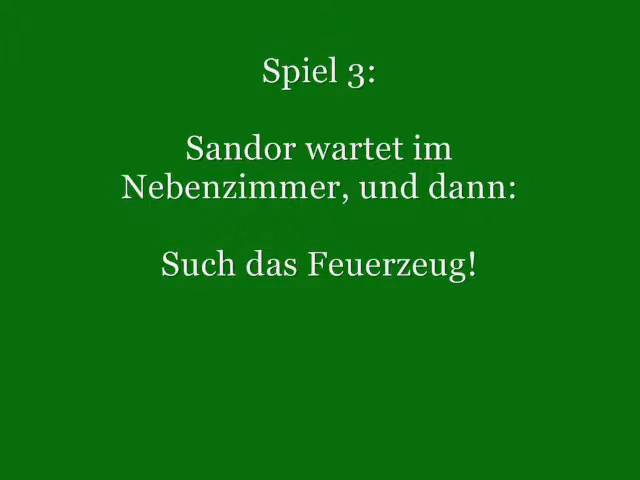 Spiel 3:
Sandor wartet im
Nebenzimmer, und dann:
Such das Feuerzeug!